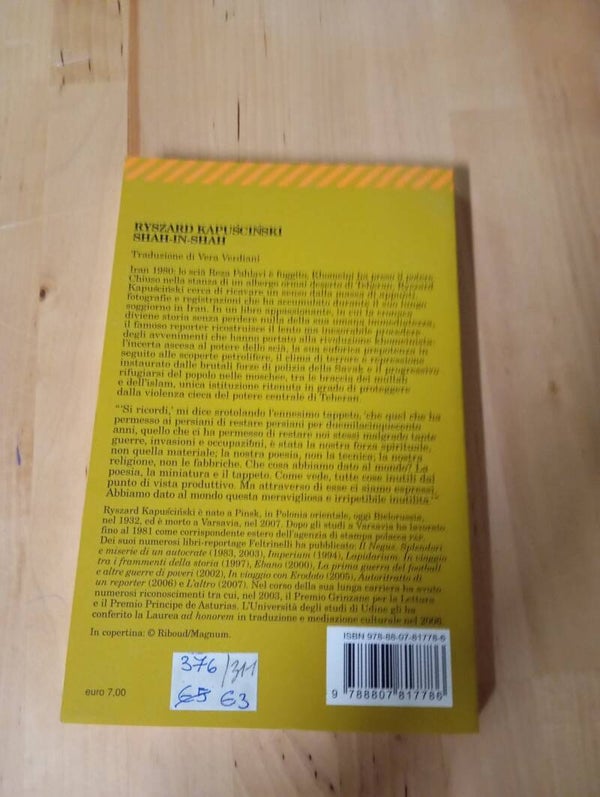 RYSZARD KAPUŚCIŃSKI
SHAH-IN-SHAH
Traduzione di Vera Verdiani
Iran 1980: lo scià Reza Pahlavi è fuggito, Khomeini ha preso il potere.
Chiuso nella stanza di un albergo ormai deserto di Teheran, Ryszard
Kapuściński cerca di ricavare un senso dalla massa di appunti,
fotografie e registrazioni che ha accumulato durante il suo lungo
soggiorno in Iran. In un libro appassionante, in cui la cronaca
diviene storia senza perdere nulla della sua umana immediatezza,
il famoso reporter ricostruisce il lento ma inesorabile procedere
degli avvenimenti che hanno portato alla rivoluzione khomeinista:
l'incerta ascesa al potere dello scià, la sua euforica prepotenza in
seguito alle scoperte petrolifere, il clima di terrore e repressione
instaurato dalle brutali forze di polizia della Savak e il progressivo
rifugiarsi del popolo nelle moschee, tra le braccia dei mullah
e dell'islam, unica istituzione ritenuta in grado di proteggere
dalla violenza cieca del potere centrale di Teheran.
"'Si ricordi,' mi dice srotolando l'ennesimo tappeto, 'che quel che ha
permesso ai persiani di restare persiani per duemilacinquecento
anni, quello che ci ha permesso di restare noi stessi malgrado tante
guerre, invasioni e occupazioni, è stata la nostra forza spirituale,
non quella materiale; la nostra poesia, non la tecnica; la nostra
religione, non le fabbriche. Che cosa abbiamo dato al mondo? La
poesia, la miniatura e il tappeto. Come vede, tutte cose inutili dal
punto di vista produttivo. Ma attraverso di esse ci siamo espressi.
Abbiamo dato al mondo questa meravigliosa e irripetibile inutilità.'"
Ryszard Kapuściński è nato a Pinsk, in Polonia orientale, oggi Bielorussia,
nel 1932, ed è morto a Varsavia, nel 2007. Dopo gli studi a Varsavia ha lavorato
fino al 1981 come corrispondente estero dell'agenzia di stampa polacca PAP.
Dei suoi numerosi libri-reportage Feltrinelli ha pubblicato: Il Negus. Splendori
e miserie di un autocrate (1983, 2003), Imperium (1994), Lapidarium. In viaggio
tra i frammenti della storia (1997), Ebano (2000), La prima guerra del football
e altre guerre di poveri (2002), In viaggio con Erodoto (2005), Autoritratto di
un reporter (2006) e L'altro (2007). Nel corso della sua lunga carriera ha avuto
numerosi riconoscimenti tra cui, nel 2003, il Premio Grinzane per la Lettura
e il Premio Principe de Asturias. L'Università degli studi di Udine gli ha
conferito la Laurea ad honorem in traduzione e mediazione culturale nel 2006.
In copertina: © Riboud/Magnum.
ISBN 978-88-07-81778-6
9 788807 817786
376/311
65 63
euro 7,00